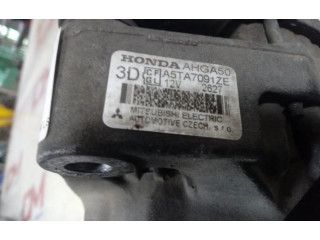 HONDA AHGA50
3D A5TA7091ZE
12V 2627
MITSUBISHI ELECTRIC
AUTOMOTIVE CZECH. s.r.o.